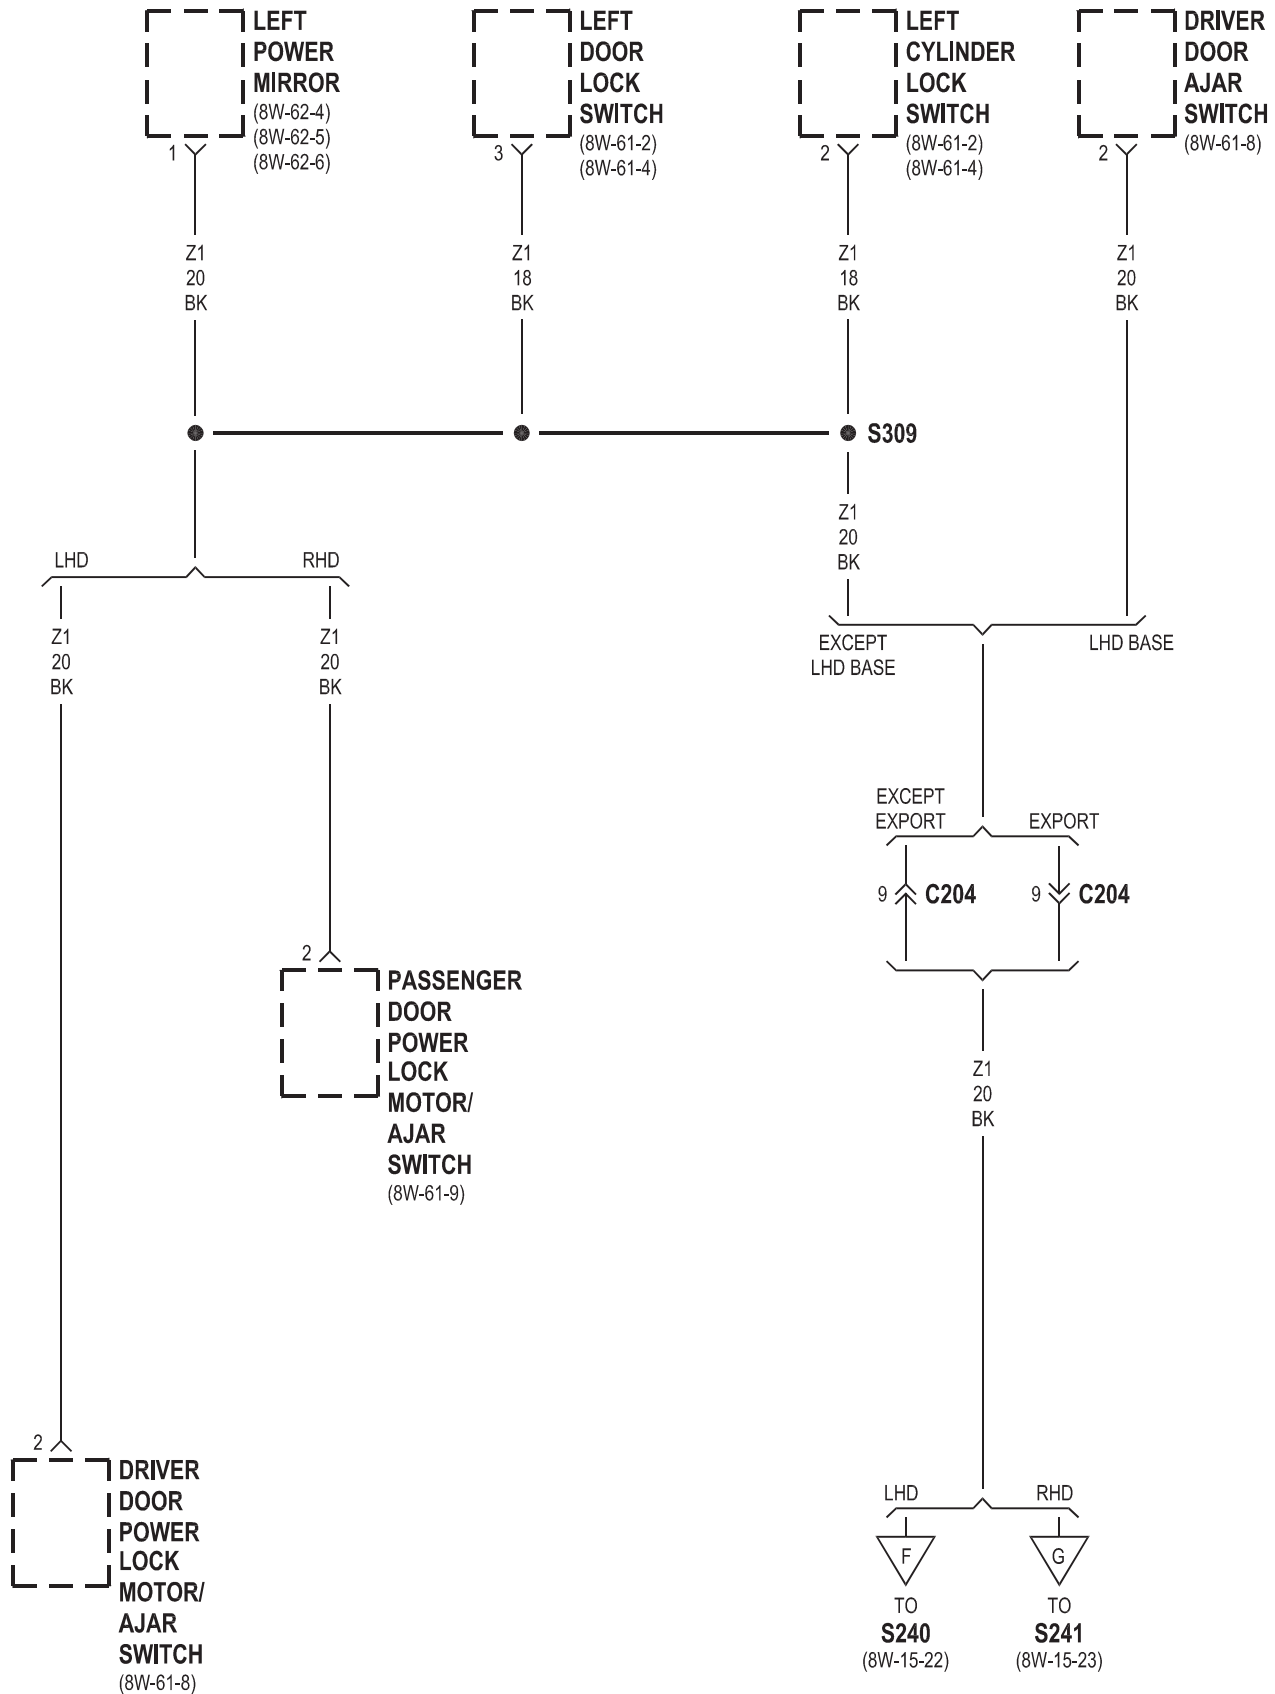 LEFT
POWER
MIRROR
(8W-62-4)
(8W-62-5)
(8W-62-6)
1
LEFT
DOOR
LOCK
SWITCH
(8W-61-2)
(8W-61-4)
3
LEFT
CYLINDER
LOCK
SWITCH
(8W-61-2)
(8W-61-4)
2
DRIVER
DOOR
AJAR
SWITCH
(8W-61-8)
2
Z1
20
BK
Z1
18
BK
Z1
18
BK
Z1
20
BK
S309
Z1
20
BK
LHD
RHD
Z1
20
BK
Z1
20
BK
EXCEPT
LHD BASE
LHD BASE
EXCEPT
EXPORT
EXPORT
9
C204
9
C204
2
PASSENGER
DOOR
POWER
LOCK
MOTOR/
AJAR
SWITCH
(8W-61-9)
Z1
20
BK
2
DRIVER
DOOR
POWER
LOCK
MOTOR/
AJAR
SWITCH
(8W-61-8)
LHD
RHD
F
G
TO
S240
(8W-15-22)
TO
S241
(8W-15-23)